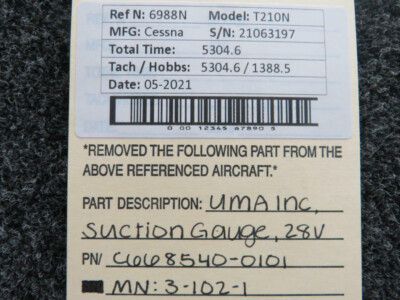 Ref N: 6988N Model: T210N
MFG: Cessna S/N: 21063197
Total Time: 5304.6
Tach / Hobbs: 5304.6 / 1388.5
Date: 05-2021
0 00 12345 67890 5
*REMOVED THE FOLLOWING PART FROM THE
ABOVE REFERENCED AIRCRAFT.*
PART DESCRIPTION: UMA Inc,
Suction Gauge, 28V
PN/ C668540-0101
MN: 3-102-1